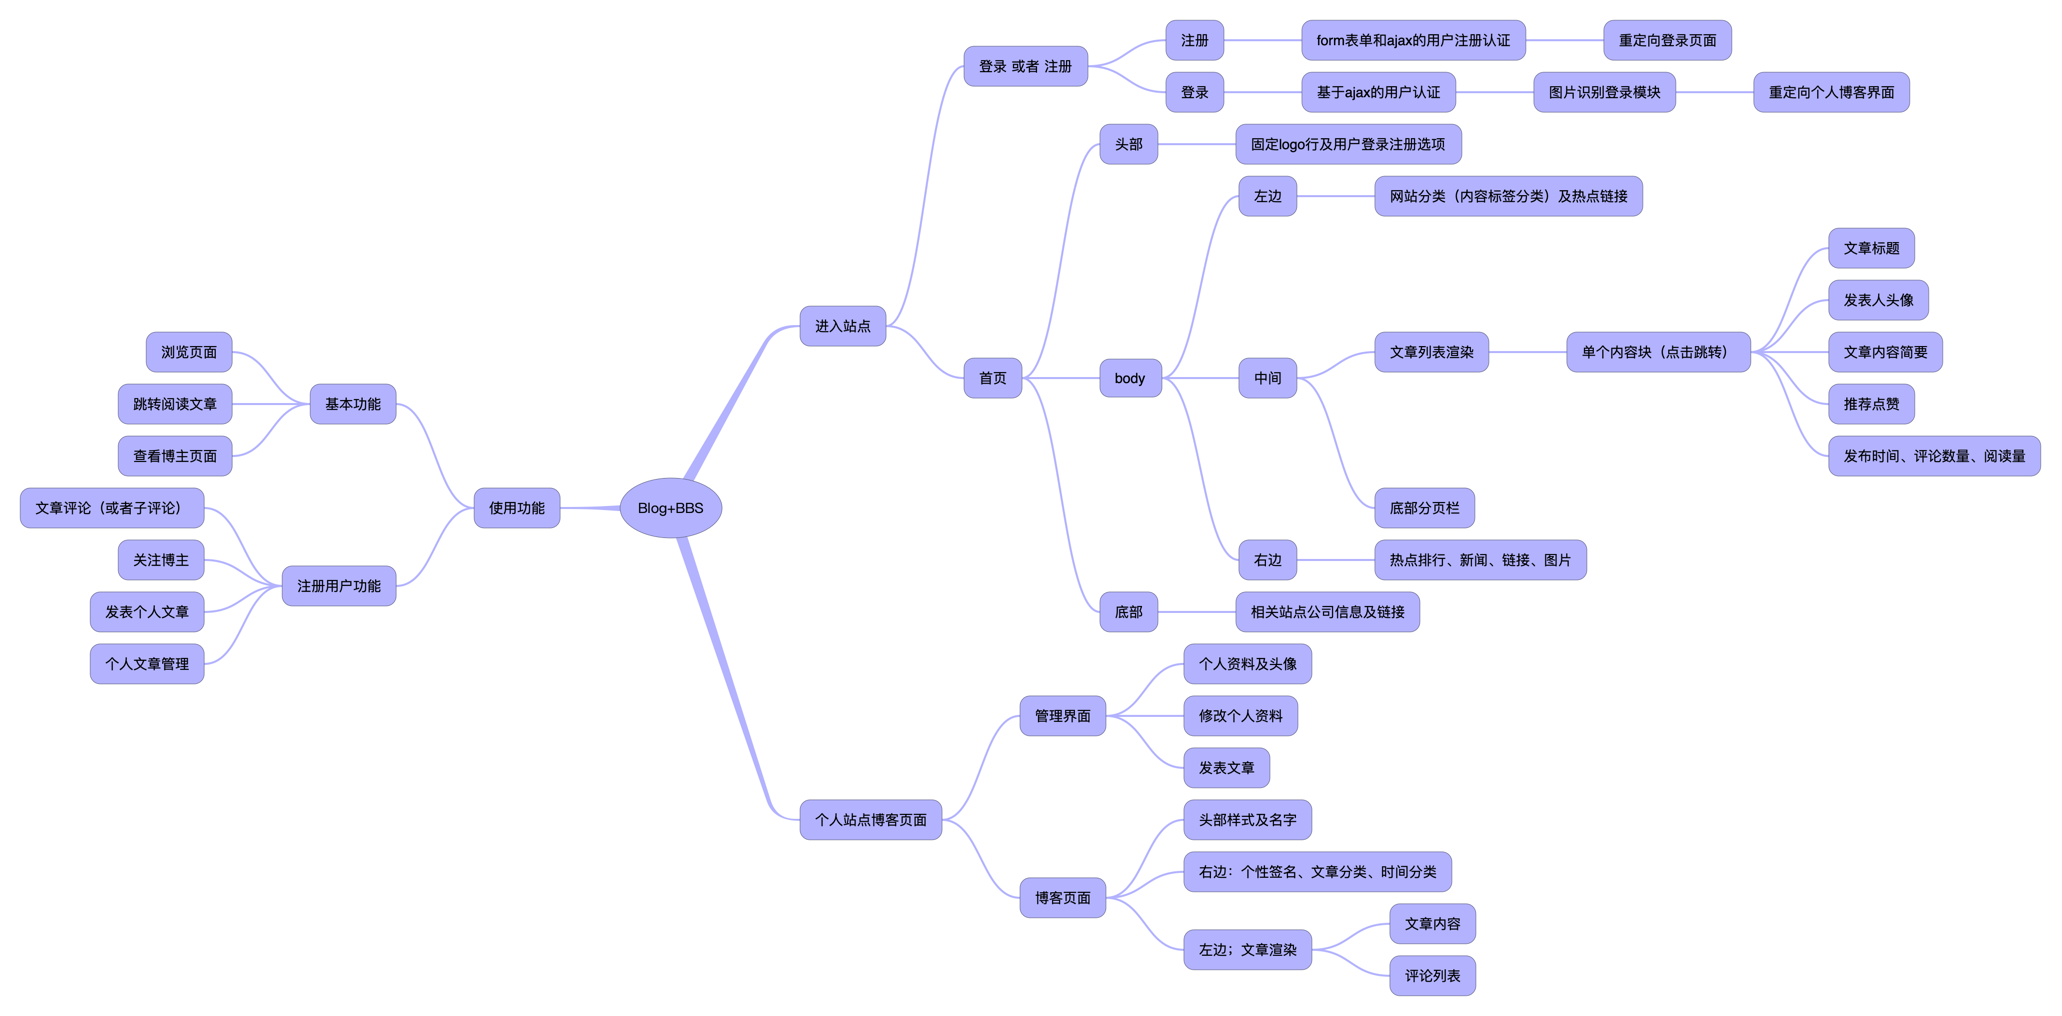 Blog+BBS
进入站点
登录 或者 注册
注册
form表单和ajax的用户注册认证
重定向登录页面
登录
基于ajax的用户认证
图片识别登录模块
重定向个人博客界面
首页
头部
固定logo行及用户登录注册选项
body
左边
网站分类（内容标签分类）及热点链接
中间
文章列表渲染
单个内容块（点击跳转）
文章标题
发表人头像
文章内容简要
推荐点赞
发布时间、评论数量、阅读量
底部分页栏
右边
热点排行、新闻、链接、图片
底部
相关站点公司信息及链接
个人站点博客页面
管理界面
个人资料及头像
修改个人资料
发表文章
博客页面
头部样式及名字
右边：个性签名、文章分类、时间分类
左边；文章渲染
文章内容
评论列表
使用功能
基本功能
浏览页面
跳转阅读文章
查看博主页面
注册用户功能
文章评论（或者子评论）
关注博主
发表个人文章
个人文章管理